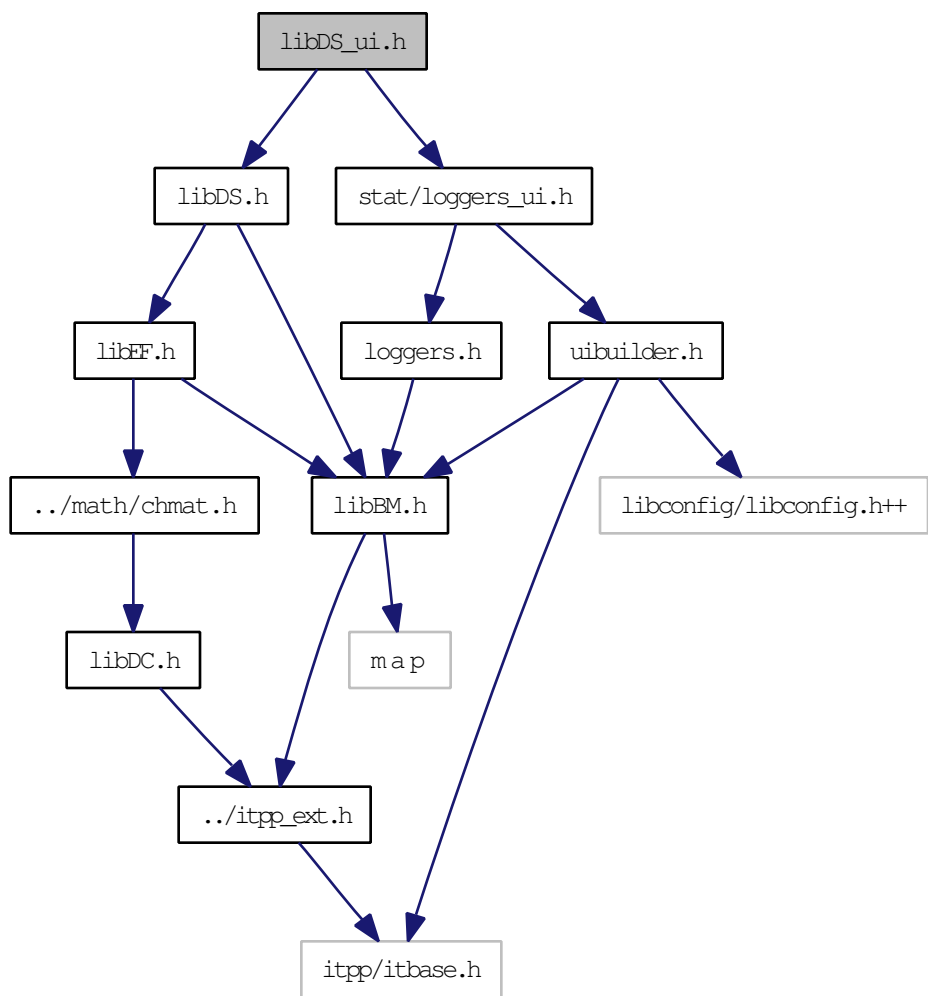 libDS_ui.h
libDS.h
stat/loggers_ui.h
libEF.h
loggers.h
uibuilder.h
../math/chmat.h
libBM.h
libconfig/libconfig.h++
libDC.h
map
../itpp_ext.h
itpp/itbase.h